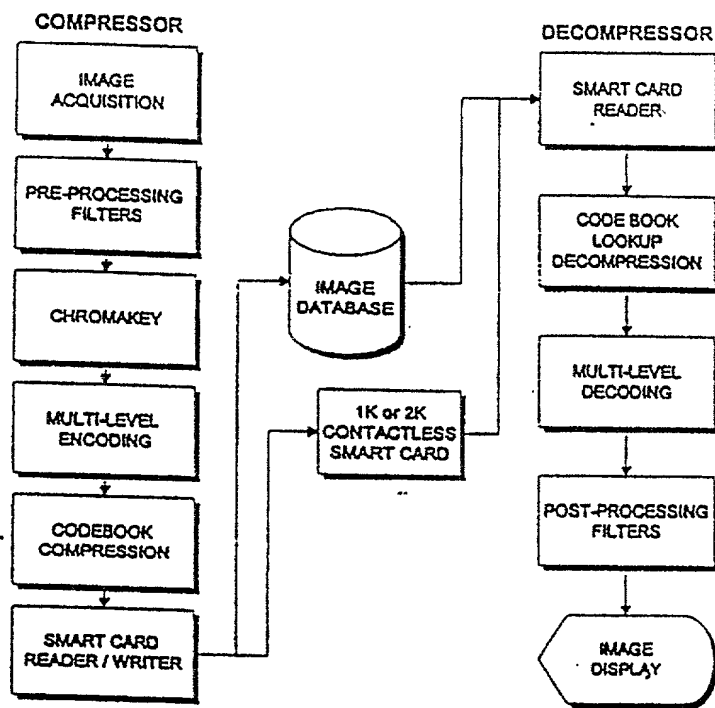 COMPRESSOR
IMAGE
ACQUISITION
PRE-PROCESSING
FILTERS
CHROMAKEY
MULTI-LEVEL
ENCODING
CODEBOOK
COMPRESSION
SMART CARD
READER / WRITER
IMAGE
DATABASE
1K or 2K
CONTACTLESS
SMART CARD
DECOMPRESSOR
SMART CARD
READER
CODE BOOK
LOOKUP
DECOMPRESSION
MULTI-LEVEL
DECODING
POST-PROCESSING
FILTERS
IMAGE
DISPLAY